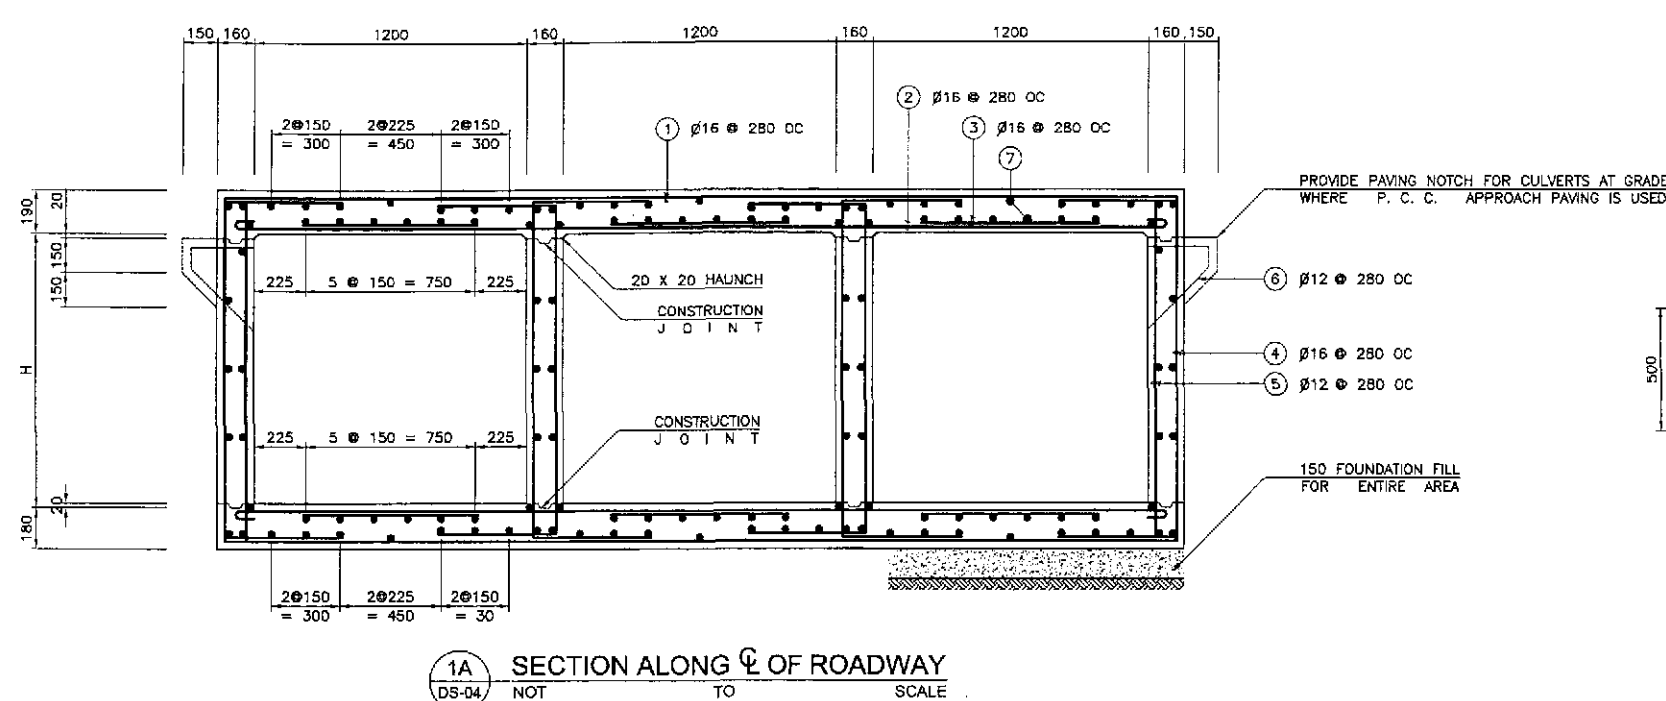 150 160 1200 160 1200 160 1200 160 150
2@150 2@225 2@150
= 300 = 450 = 300
1 Ø16 @ 280 OC
2 Ø16 @ 280 OC
3 Ø16 @ 280 OC
7
PROVIDE PAVING NOTCH FOR CULVERTS AT GRADE
WHERE P. C. C. APPROACH PAVING IS USED
190
20
150
150
H
20
180
225 5 @ 150 = 750 225
20 X 20 HAUNCH
CONSTRUCTION
JOINT
6 Ø12 @ 280 OC
4 Ø16 @ 280 OC
5 Ø12 @ 280 OC
500
225 5 @ 150 = 750 225
CONSTRUCTION
JOINT
150 FOUNDATION FILL
FOR ENTIRE AREA
2@150 2@225 2@150
= 300 = 450 = 30
1A
DS-04
SECTION ALONG ℄ OF ROADWAY
NOT TO SCALE